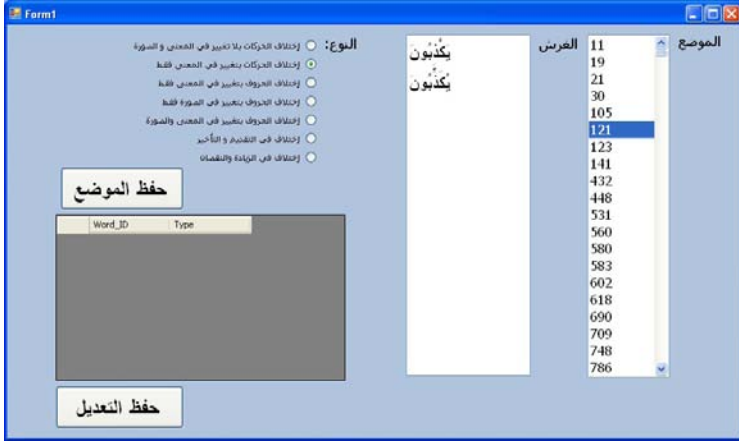 Form1
الموضع
11
19
21
30
105
121
123
141
432
448
531
560
580
583
602
618
690
709
748
786
الفرش
يَكْذِبُونَ
يُكَذِّبُونَ
النوع:
إختلاف الحركات بلا تغيير في المعنى و الصورة
إختلاف الحركات بتغيير في المعنى فقط
إختلاف الحروف بتغيير في المعنى فقط
إختلاف الحروف بتغيير في الصورة فقط
إختلاف الحروف بتغيير في المعنى والصورة
إختلاف في التقديم و التأخير
إختلاف في الزيادة والنقصان
حفظ الموضع
Word_ID Type
حفظ التعديل